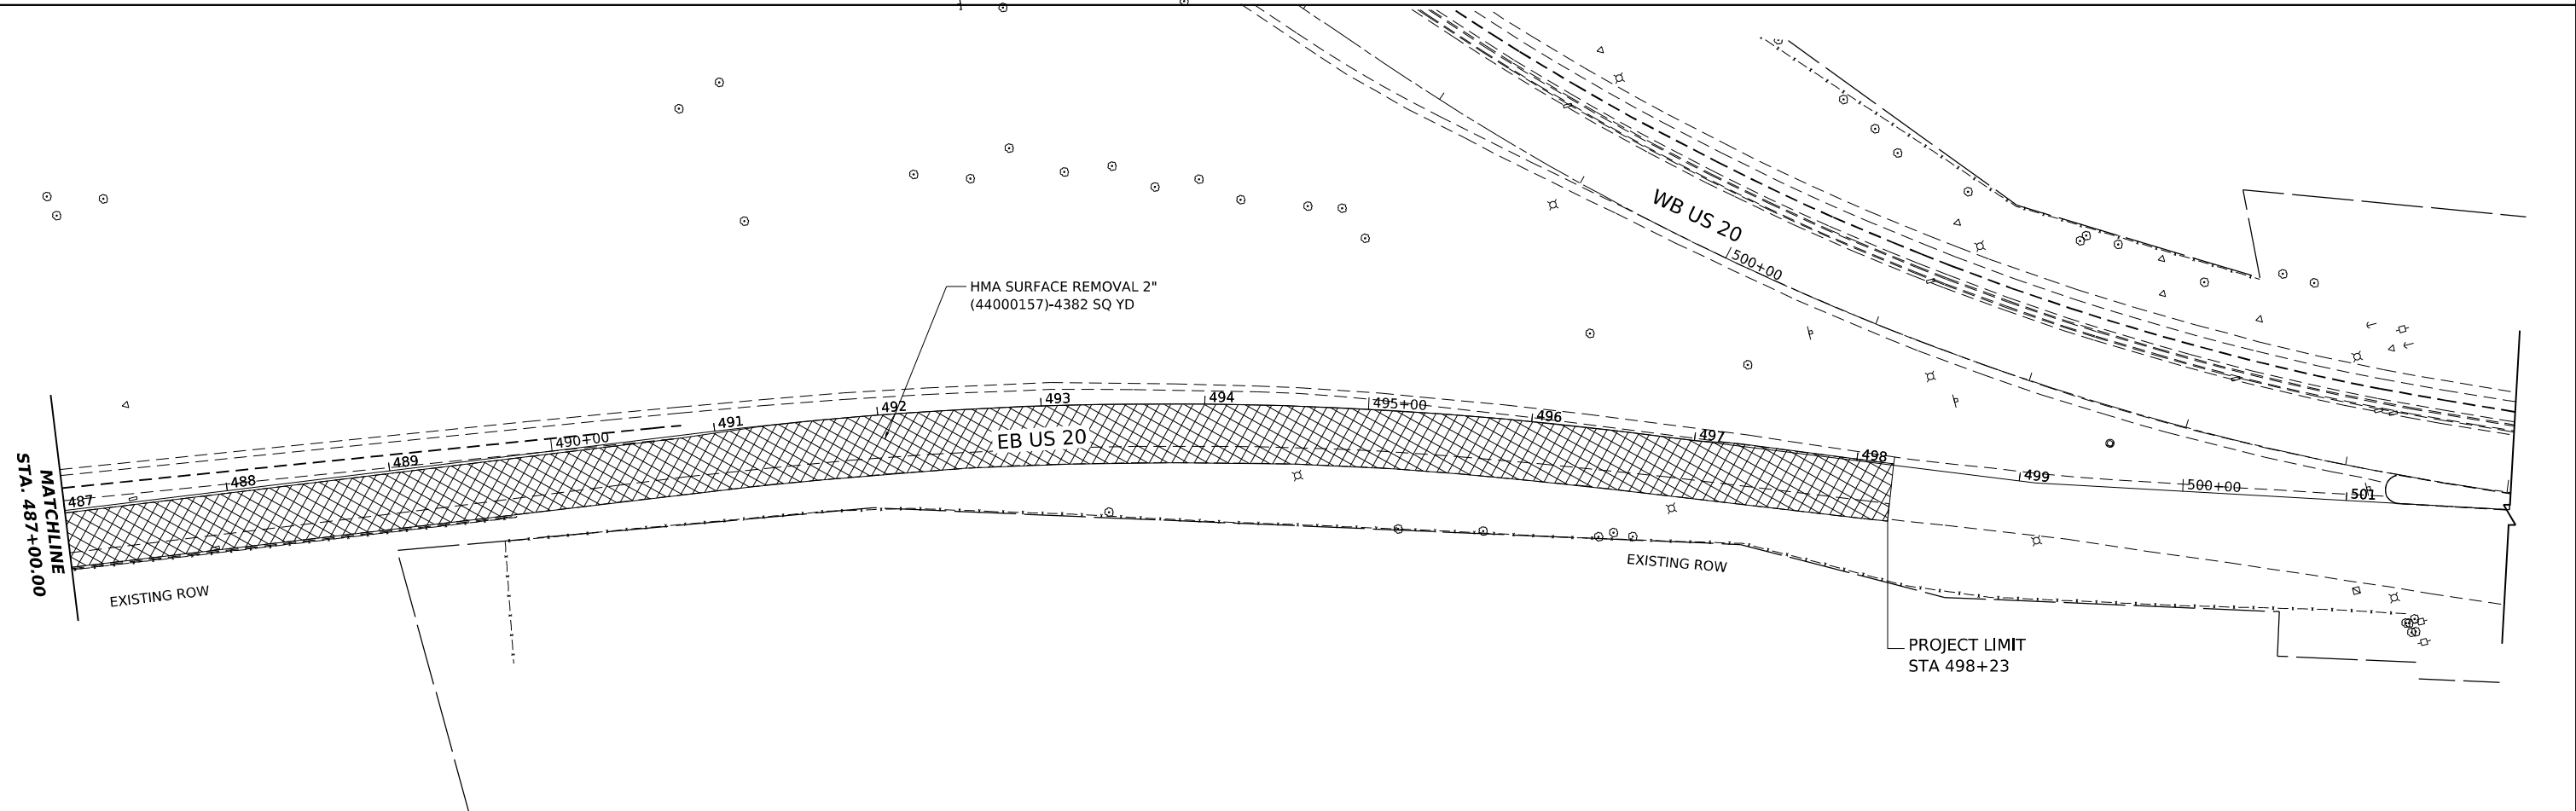 WB US 20
500+00
HMA SURFACE REMOVAL 2"
(44000157)-4382 SQ YD
487
488
489
490+00
491
492
493
494
495+00
496
497
498
499
500+00
501
EB US 20
MATCHLINE
STA. 487+00.00
EXISTING ROW
EXISTING ROW
PROJECT LIMIT
STA 498+23